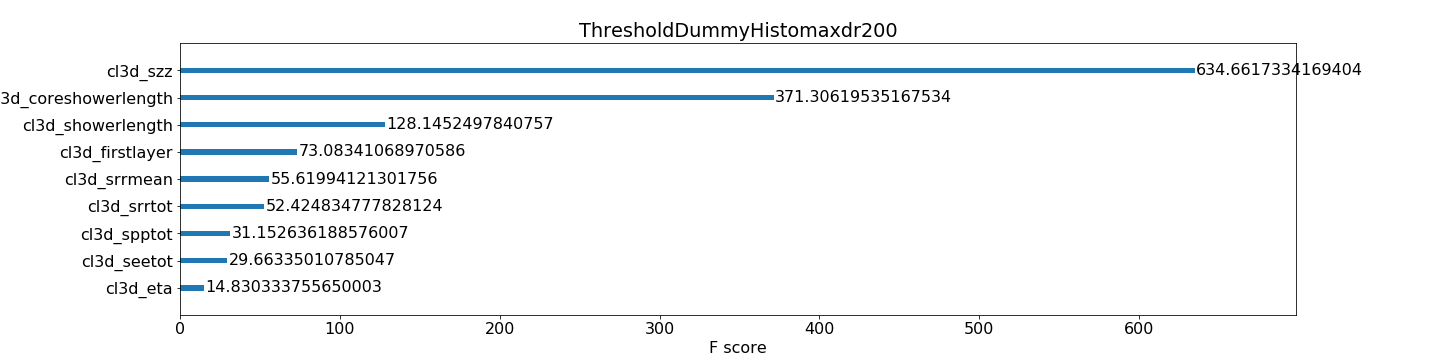 ThresholdDummyHistomaxdr200
cl3d_szz 634.6617334169404
3d_coreshowerlength 371.30619535167534
cl3d_showerlength 128.1452497840757
cl3d_firstlayer 73.08341068970586
cl3d_srrmean 55.61994121301756
cl3d_srrtot 52.424834777828124
cl3d_spptot 31.152636188576007
cl3d_seetot 29.66335010785047
cl3d_eta 14.830333755650003
0 100 200 300 400 500 600
F score